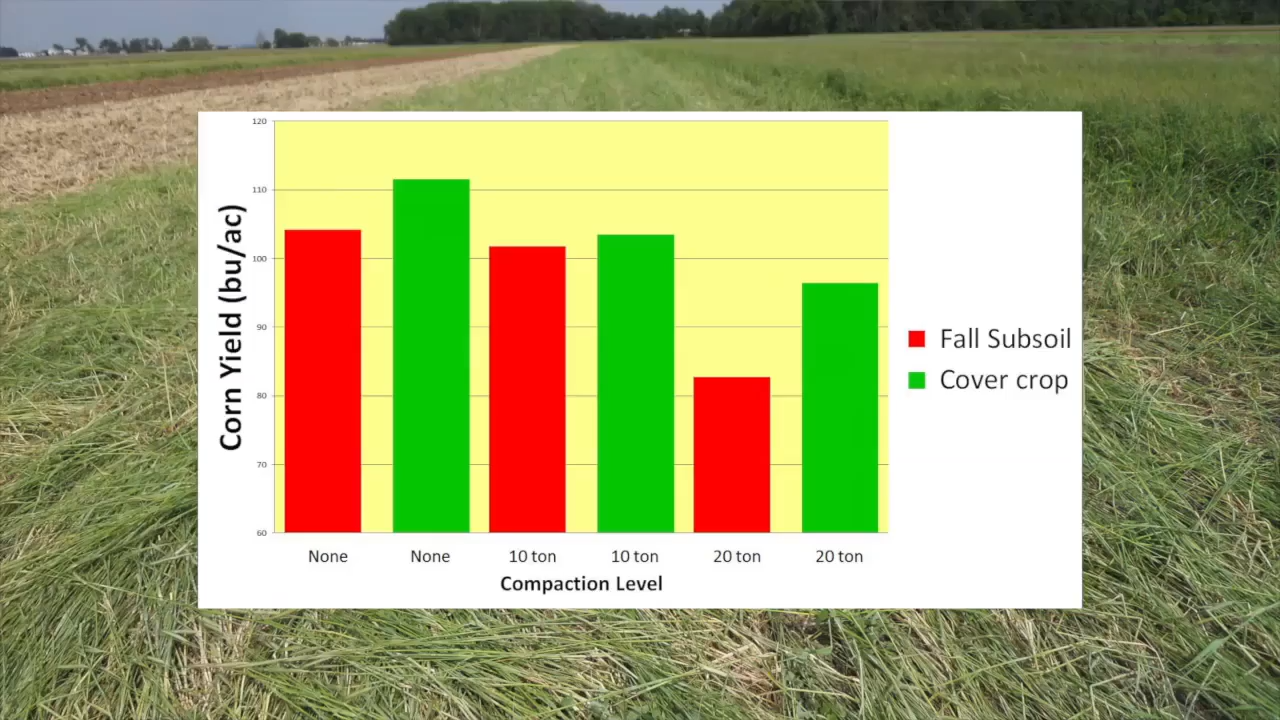 120
110
100
90
80
70
60
Corn Yield (bu/ac)
None None 10 ton 10 ton 20 ton 20 ton
Compaction Level
Fall Subsoil
Cover crop